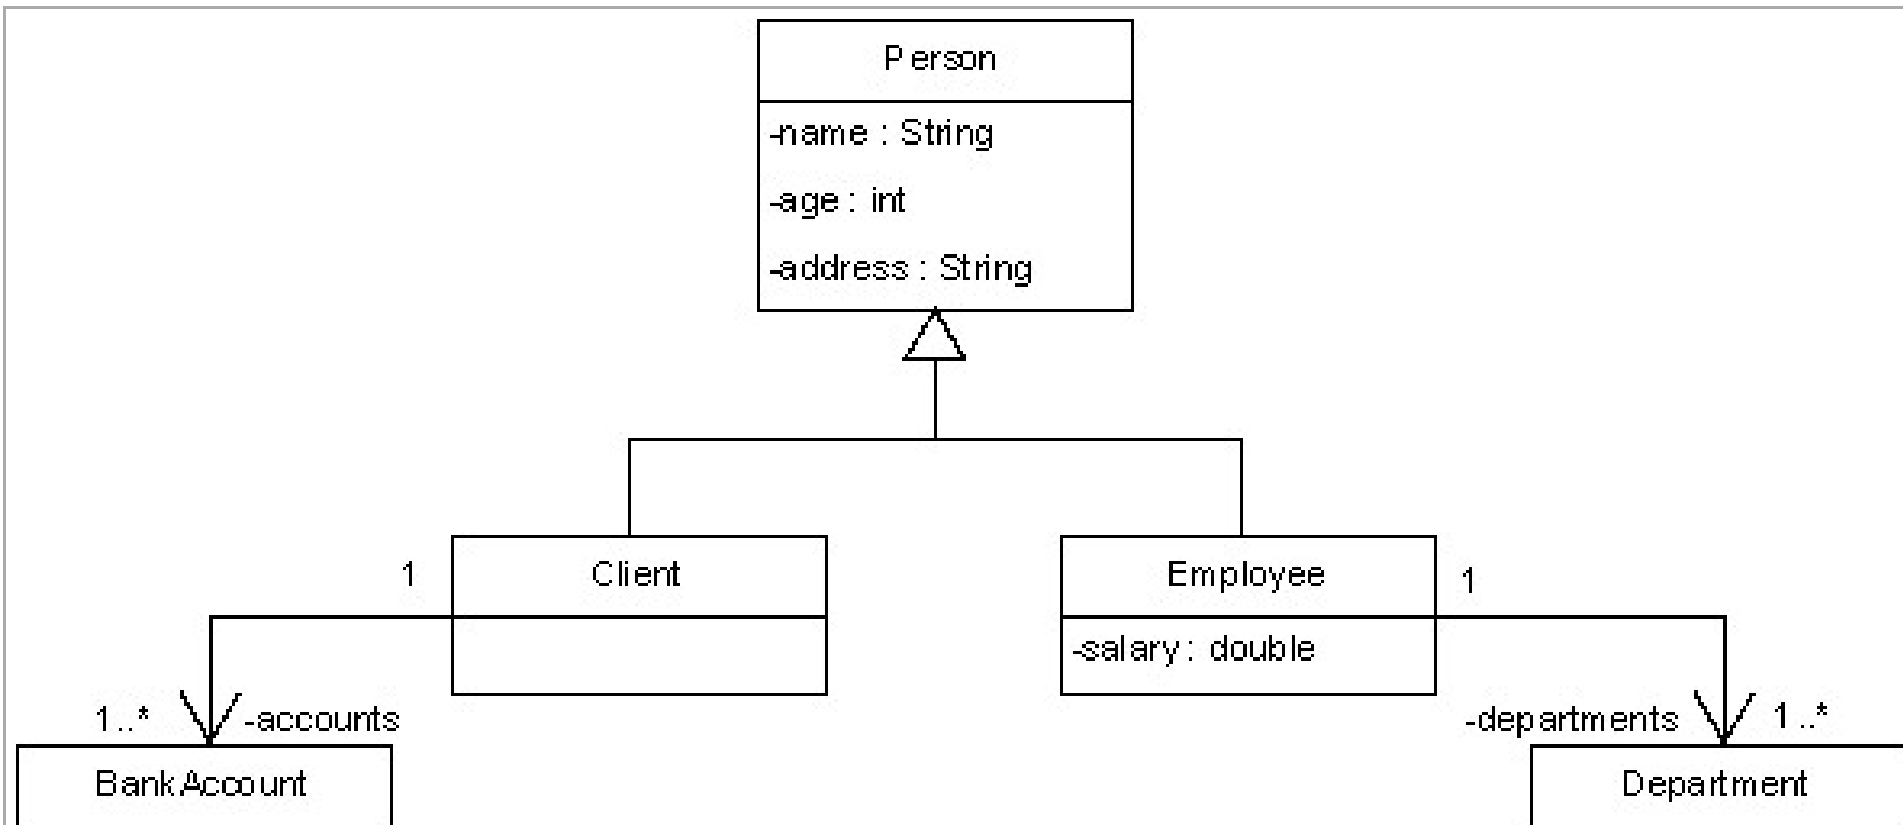 Person
-name : String
-age : int
-address : String
1
Client
Employee
1
-salary : double
1..*
-accounts
-departments
1..*
BankAccount
Department